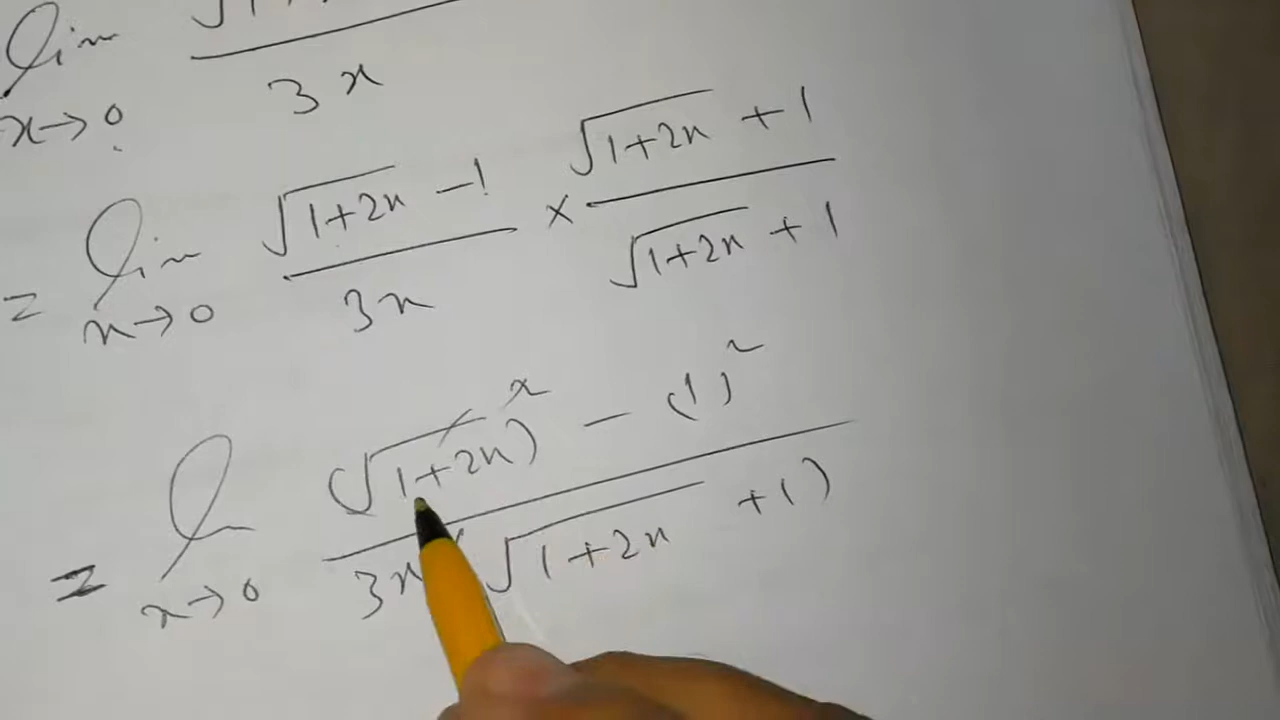 lim x→0 √1+ / 3x
= lim x→0 √(1+2x) - 1 / 3x × √(1+2x) + 1 / √(1+2x) + 1
= lim x→0 (√(1+2x))² - (1)² / 3x(√(1+2x) + 1)